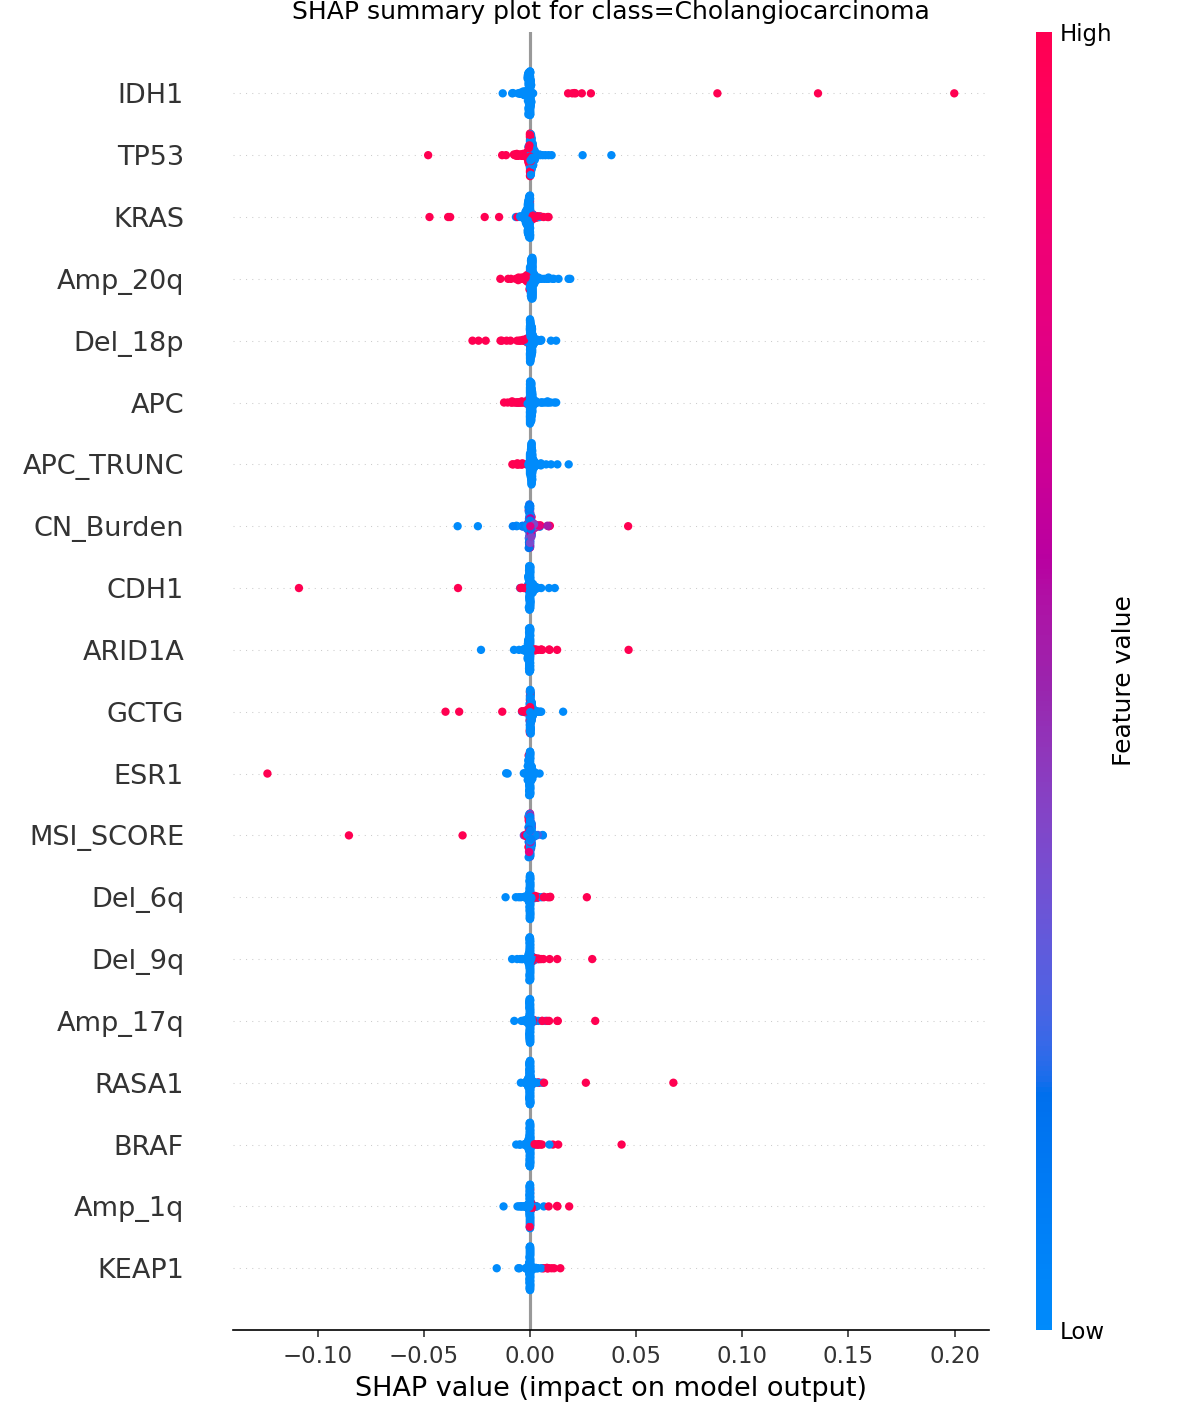 SHAP summary plot for class=Cholangiocarcinoma
High
IDH1
TP53
KRAS
Amp_20q
Del_18p
APC
APC_TRUNC
CN_Burden
CDH1
ARID1A
GCTG
ESR1
MSI_SCORE
Del_6q
Del_9q
Amp_17q
RASA1
BRAF
Amp_1q
KEAP1
Feature value
Low
−0.10 −0.05 0.00 0.05 0.10 0.15 0.20
SHAP value (impact on model output)